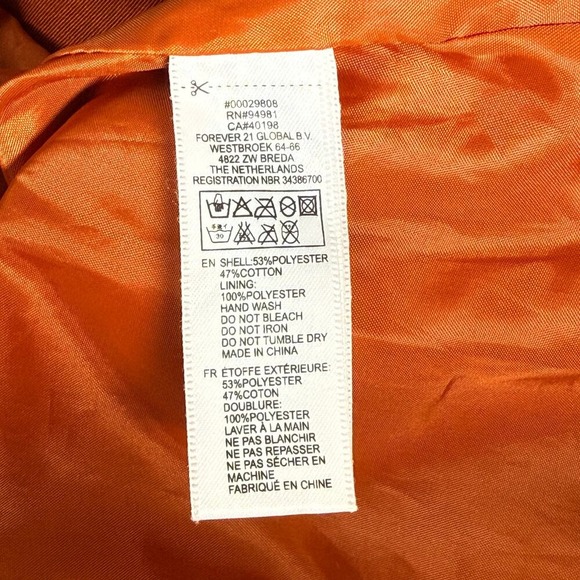 #00029808
RN#94981
CA#40198
FOREVER 21 GLOBAL B.V.
WESTBROEK 64-66
4822 ZW BREDA
THE NETHERLANDS
REGISTRATION NBR 34386700
30
EN SHELL:53%POLYESTER
47%COTTON
LINING:
100%POLYESTER
HAND WASH
DO NOT BLEACH
DO NOT IRON
DO NOT TUMBLE DRY
MADE IN CHINA
FR ÉTOFFE EXTÉRIEURE:
53%POLYESTER
47%COTON
DOUBLURE:
100%POLYESTER
LAVER À LA MAIN
NE PAS BLANCHIR
NE PAS REPASSER
NE PAS SÉCHER EN
MACHINE
FABRIQUÉ EN CHINE